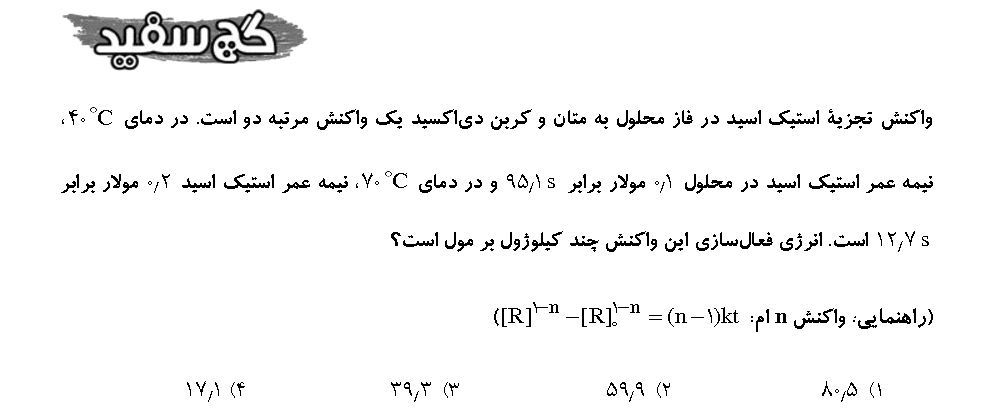 گچ سفید
واکنش تجزیهٔ استیک اسید در فاز محلول به متان و کربن دی‌اکسید یک واکنش مرتبه دو است. در دمای ۴۰ °C،
نیمه عمر استیک اسید در محلول ۰٫۱ مولار برابر ۹۵٫۱ s و در دمای ۷۰ °C، نیمه عمر استیک اسید ۰٫۲ مولار برابر
۱۲٫۷ s است. انرژی فعال‌سازی این واکنش چند کیلوژول بر مول است؟
(راهنمایی: واکنش n ام: [R]^{۱−n} − [R]_۰^{۱−n} = (n−۱)kt)
۱) ۸۰٫۵ ۲) ۵۹٫۹ ۳) ۳۹٫۳ ۴) ۱۷٫۱